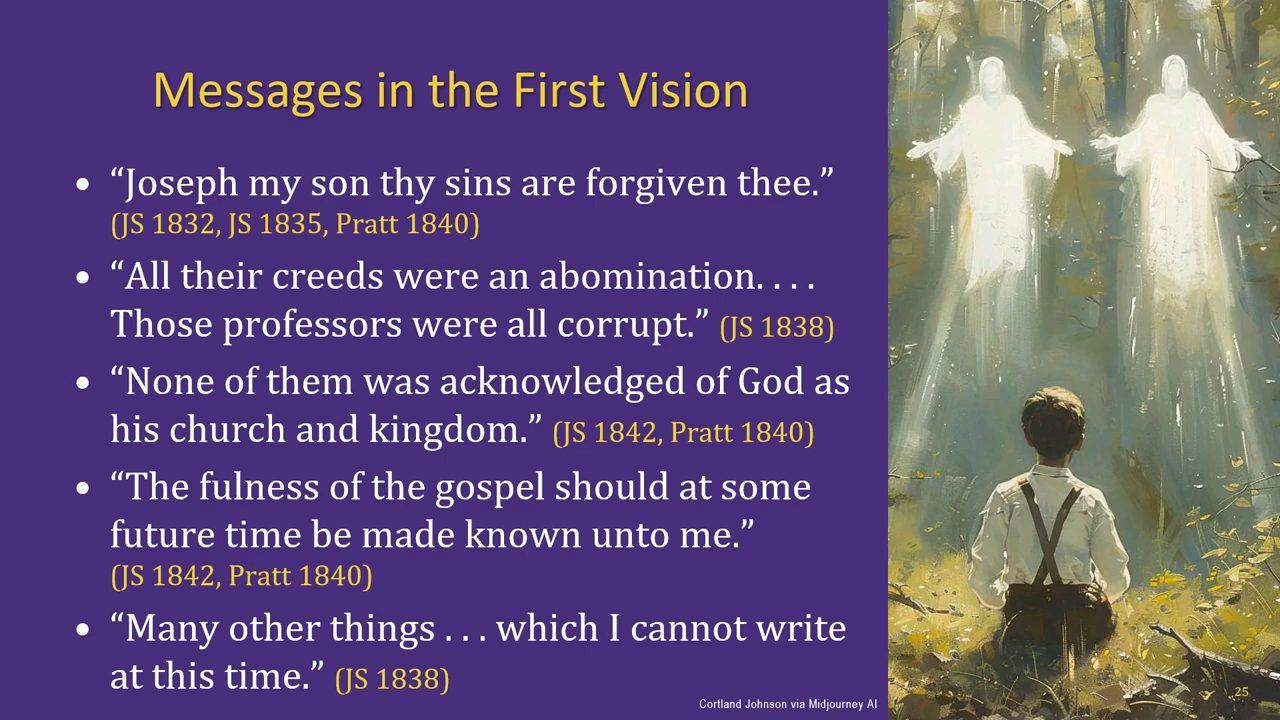 Messages in the First Vision
• “Joseph my son thy sins are forgiven thee.”
(JS 1832, JS 1835, Pratt 1840)
• “All their creeds were an abomination. . . .
Those professors were all corrupt.” (JS 1838)
• “None of them was acknowledged of God as
his church and kingdom.” (JS 1842, Pratt 1840)
• “The fulness of the gospel should at some
future time be made known unto me.”
(JS 1842, Pratt 1840)
• “Many other things . . . which I cannot write
at this time.” (JS 1838)
Cortland Johnson via Midjourney AI
25